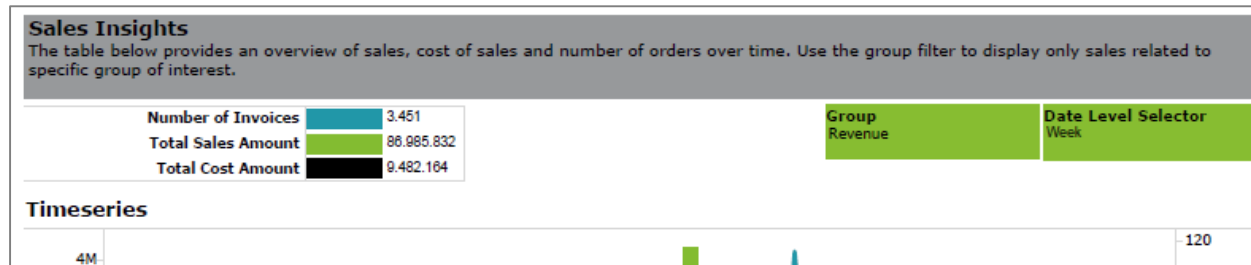 Sales Insights
The table below provides an overview of sales, cost of sales and number of orders over time. Use the group filter to display only sales related to
specific group of interest.
Number of Invoices 3.451
Total Sales Amount 86.985.832
Total Cost Amount 9.482.164
Group
Revenue
Date Level Selector
Week
Timeseries
4M
120